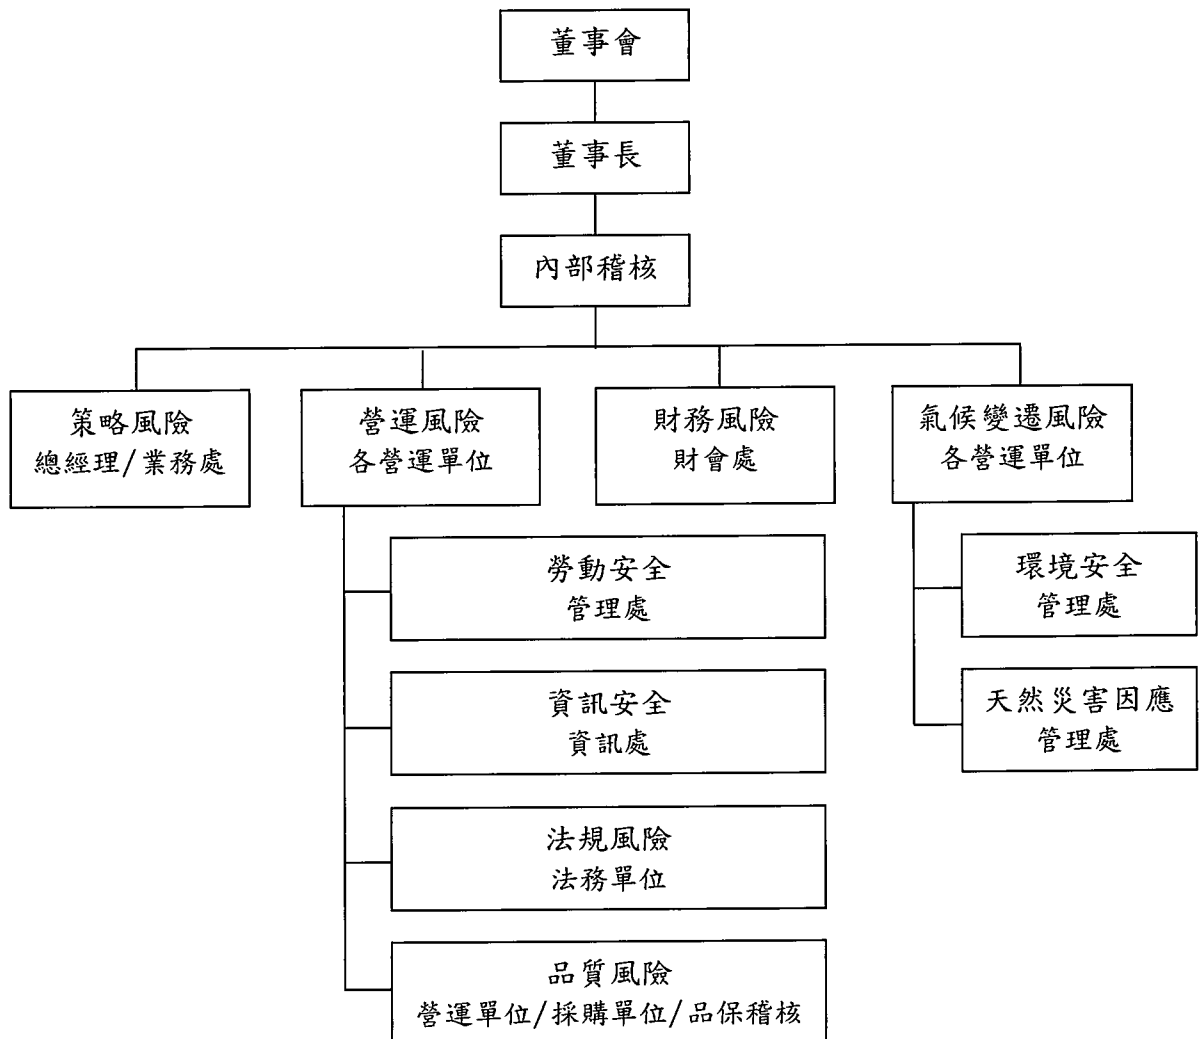 董事會
董事長
內部稽核
策略風險
總經理/業務處
營運風險
各營運單位
財務風險
財會處
氣候變遷風險
各營運單位
勞動安全
管理處
資訊安全
資訊處
法規風險
法務單位
品質風險
營運單位/採購單位/品保稽核
環境安全
管理處
天然災害因應
管理處